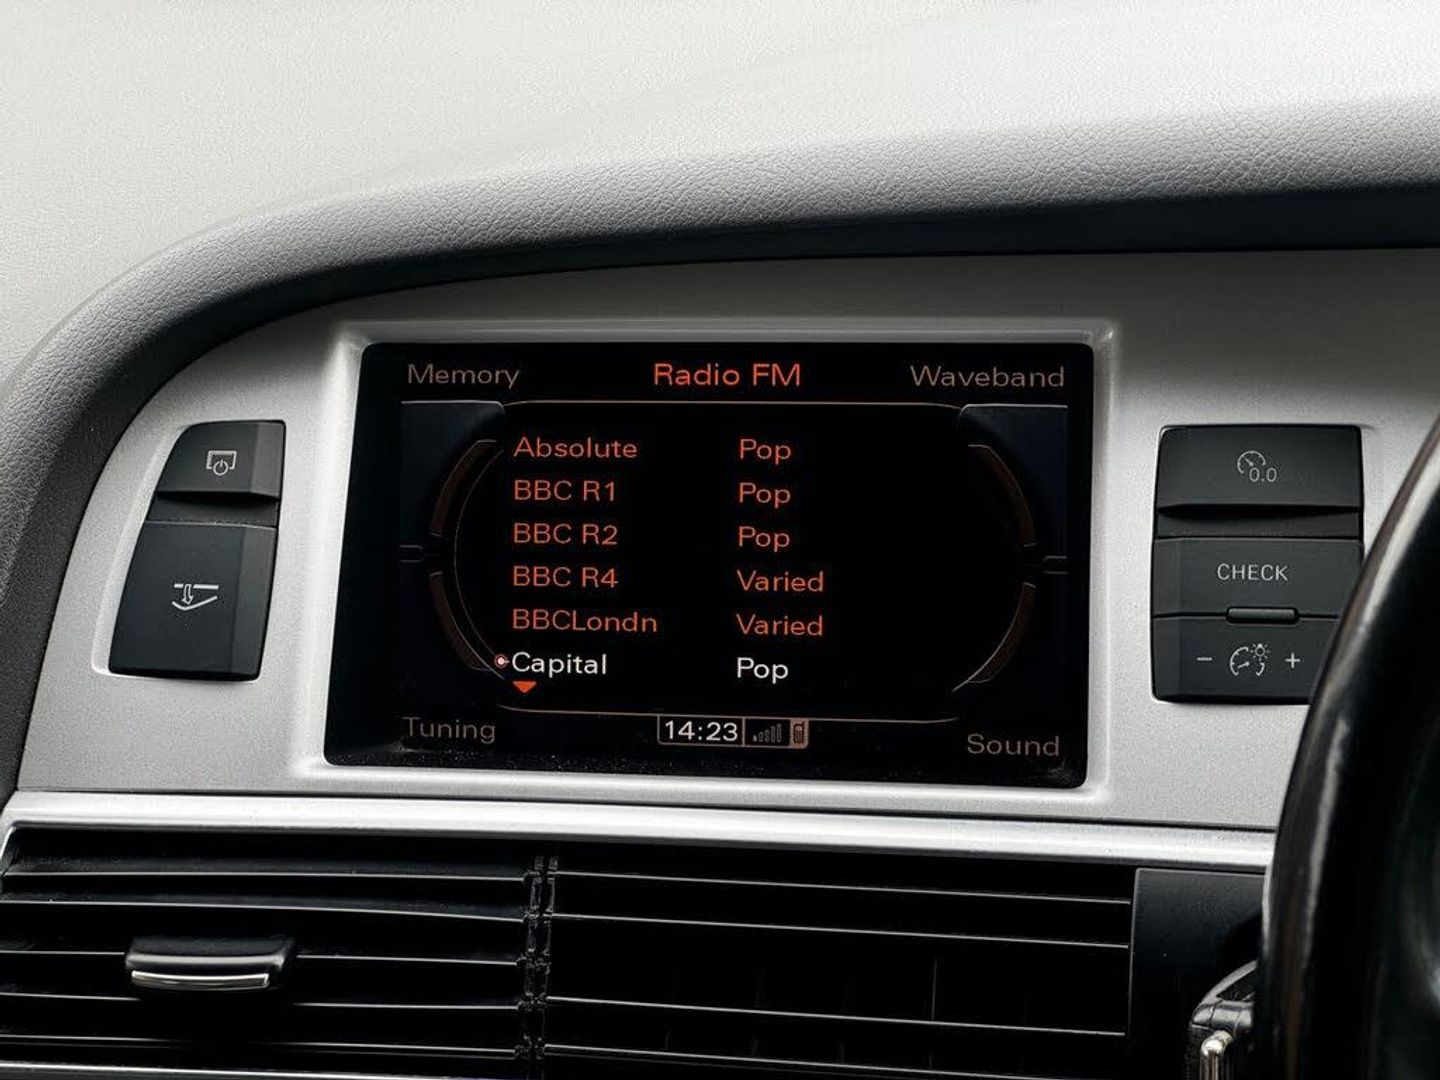 Memory Radio FM Waveband
Absolute Pop
BBC R1 Pop
BBC R2 Pop
BBC R4 Varied
BBCLondn Varied
Capital Pop
Tuning 14:23 Sound
0.0
CHECK
- +